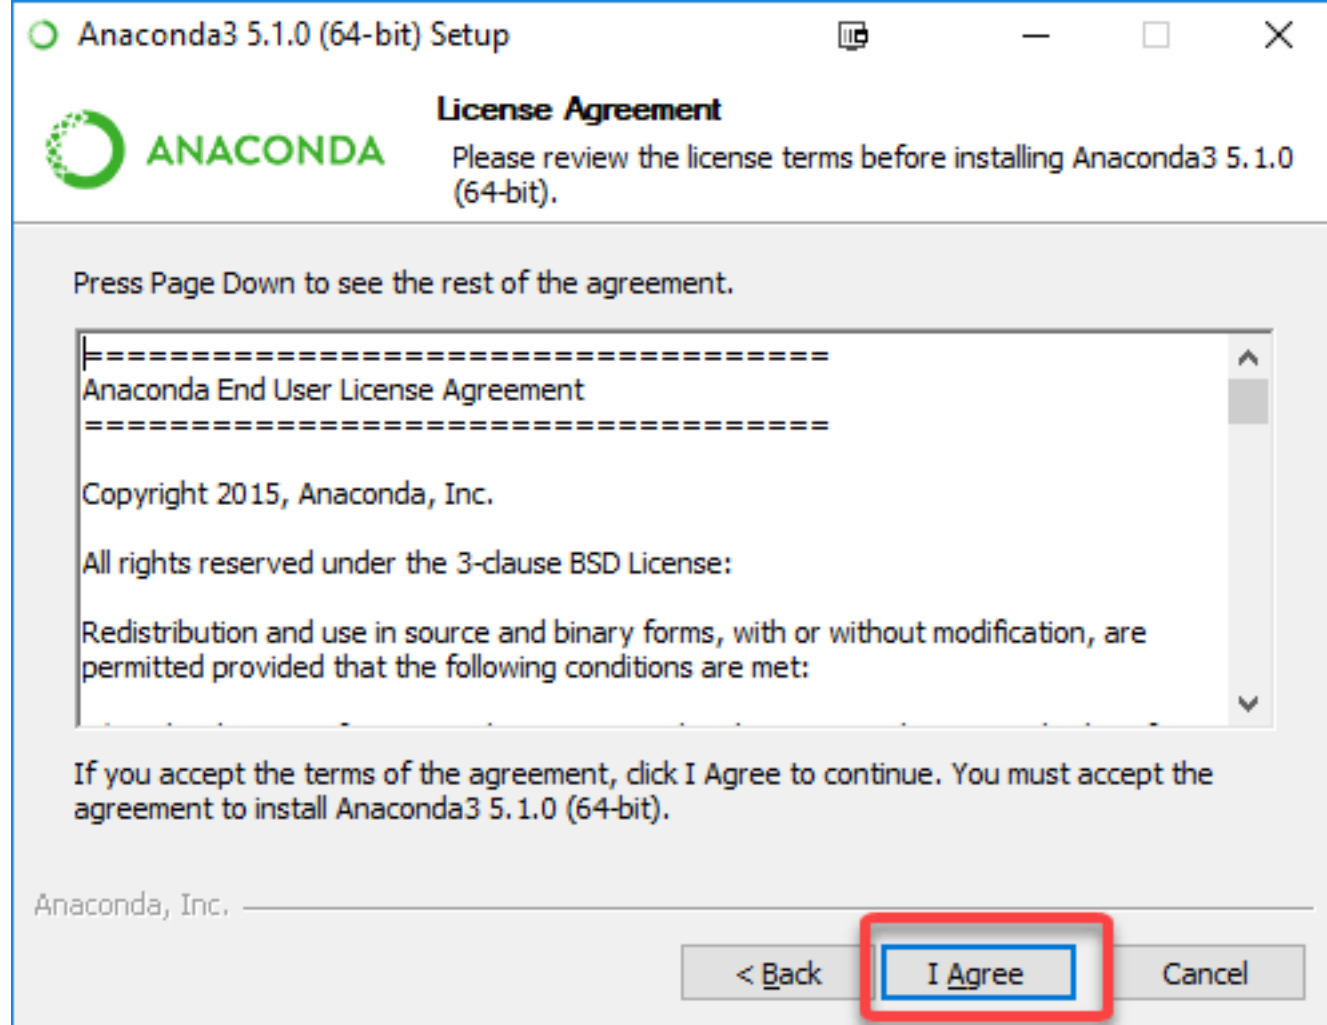 Anaconda3 5.1.0 (64-bit) Setup
ANACONDA
License Agreement
Please review the license terms before installing Anaconda3 5.1.0
(64-bit).
Press Page Down to see the rest of the agreement.
===================================
Anaconda End User License Agreement
===================================
Copyright 2015, Anaconda, Inc.
All rights reserved under the 3-clause BSD License:
Redistribution and use in source and binary forms, with or without modification, are
permitted provided that the following conditions are met:
If you accept the terms of the agreement, click I Agree to continue. You must accept the
agreement to install Anaconda3 5.1.0 (64-bit).
Anaconda, Inc.
< Back
I Agree
Cancel